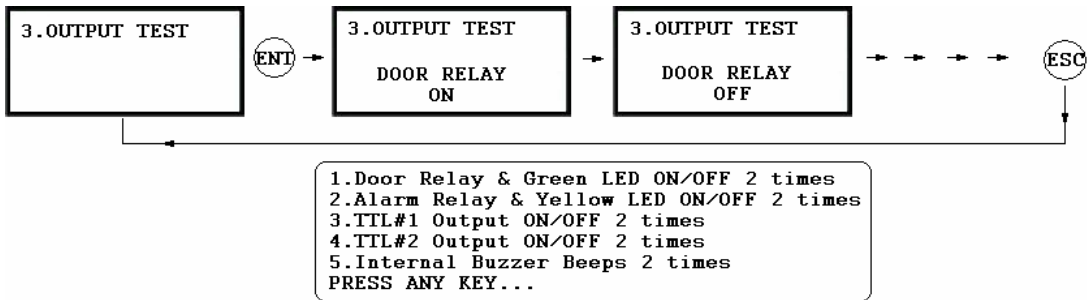 3.OUTPUT TEST
ENT
3.OUTPUT TEST
DOOR RELAY
ON
3.OUTPUT TEST
DOOR RELAY
OFF
ESC
1.Door Relay & Green LED ON/OFF 2 times
2.Alarm Relay & Yellow LED ON/OFF 2 times
3.TTL#1 Output ON/OFF 2 times
4.TTL#2 Output ON/OFF 2 times
5.Internal Buzzer Beeps 2 times
PRESS ANY KEY...